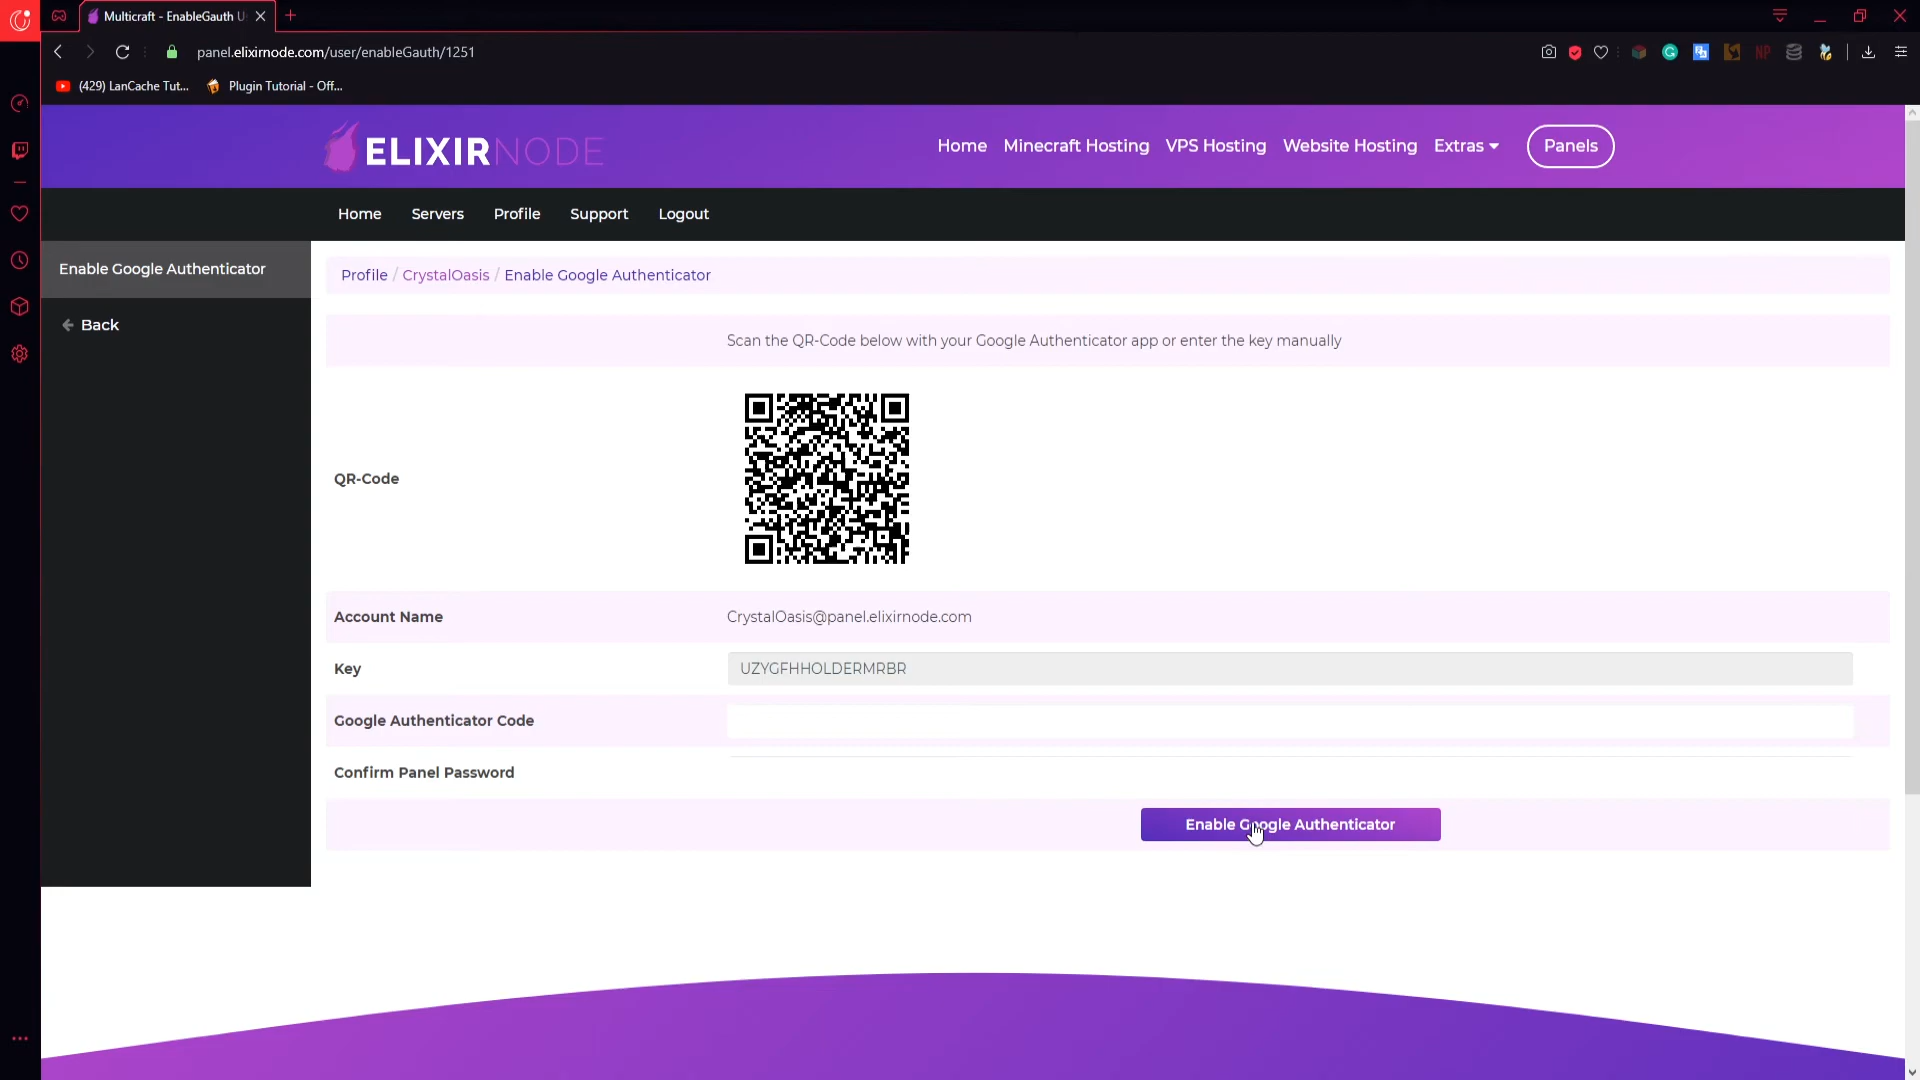 Multicraft - EnableGauth U
panel.elixirnode.com/user/enableGauth/1251
(429) LanCache Tut...
Plugin Tutorial - Off...
ELIXIRNODE
Home
Minecraft Hosting
VPS Hosting
Website Hosting
Extras
Panels
Home
Servers
Profile
Support
Logout
Enable Google Authenticator
Back
Profile / CrystalOasis / Enable Google Authenticator
Scan the QR-Code below with your Google Authenticator app or enter the key manually
QR-Code
Account Name
CrystalOasis@panel.elixirnode.com
Key
UZYGFHHOLDERMRBR
Google Authenticator Code
Confirm Panel Password
Enable Google Authenticator